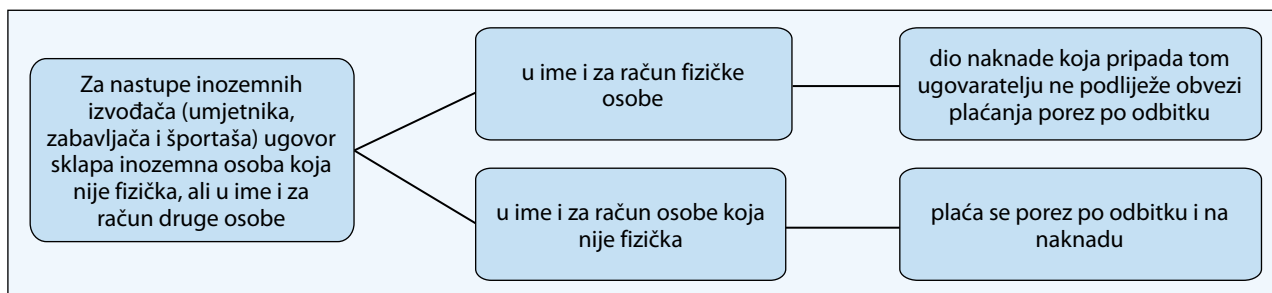 Za nastupe inozemnih
izvođača (umjetnika,
zabavljača i športaša) ugovor
sklapa inozemna osoba koja
nije fizička, ali u ime i za
račun druge osobe
u ime i za račun fizičke
osobe
dio naknade koja pripada tom
ugovaratelju ne podliježe obvezi
plaćanja porez po odbitku
u ime i za račun osobe koja
nije fizička
plaća se porez po odbitku i na
naknadu